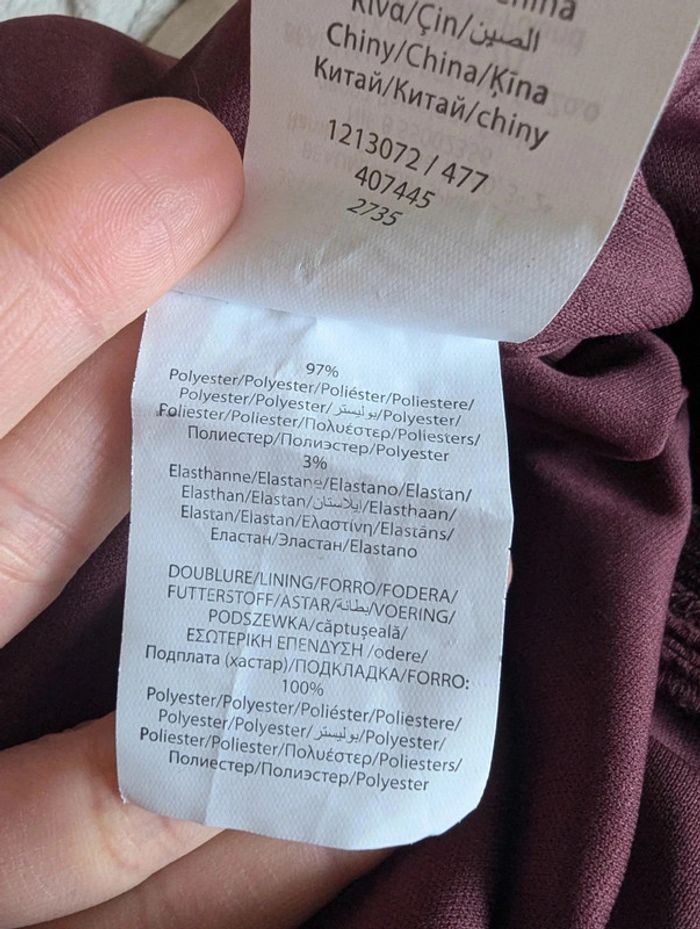 Kiva/Çin/الصين
Chiny/China/Ķīna
Китай/Китай/chiny
1213072 / 477
407445
2735
97%
Polyester/Polyester/Poliéster/Poliestere/
Polyester/Polyester/بوليستر/Polyester/
Poliester/Poliester/Πολυέστερ/Poliesters/
Полиестер/Полиэстер/Polyester
3%
Elasthanne/Elastane/Elastano/Elastan/
Elasthan/Elastan/إيلاستان/Elasthaan/
Elastan/Elastan/Ελαστίνη/Elastāns/
Еластан/Эластан/Elastano
DOUBLURE/LINING/FORRO/FODERA/
FUTTERSTOFF/ASTAR/بطانة/VOERING/
PODSZEWKA/căptușeală/
ΕΣΩΤΕΡΙΚΗ ΕΠΕΝΔΥΣΗ /odere/
Подплата (хастар)/ПОДКЛАДКА/FORRO:
100%
Polyester/Polyester/Poliéster/Poliestere/
Polyester/Polyester/بوليستر/Polyester/
Poliester/Poliester/Πολυέστερ/Poliesters/
Полиестер/Полиэстер/Polyester